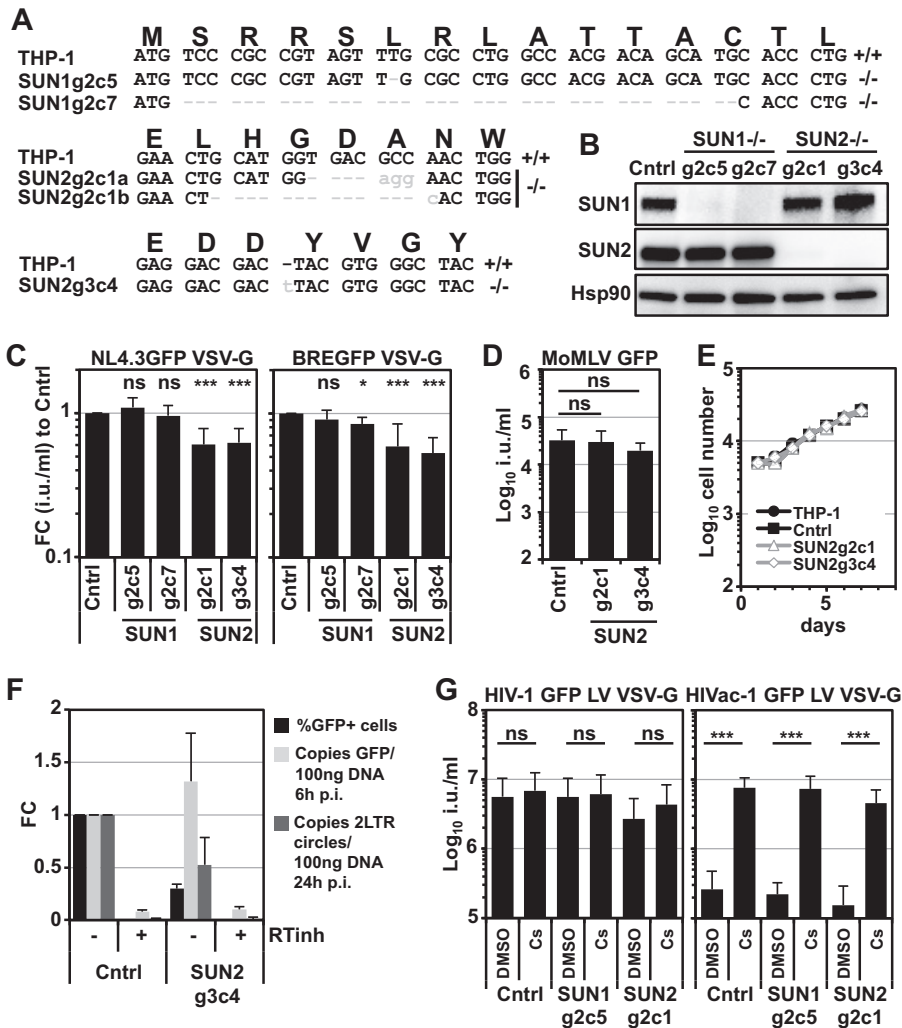 A
M S R R S L R L A T T A C T L
THP-1 ATG TCC CGC CGT AGT TTG CGC CTG GCC ACG ACA GCA TGC ACC CTG +/+
SUN1g2c5 ATG TCC CGC CGT AGT T-G CGC CTG GCC ACG ACA GCA TGC ACC CTG -/-
SUN1g2c7 ATG --- --- --- --- --- --- --- --- --- --- --- --C ACC CTG -/-
E L H G D A N W
THP-1 GAA CTG CAT GGT GAC GCC AAC TGG +/+
SUN2g2c1a GAA CTG CAT GG- --- agg AAC TGG
SUN2g2c1b GAA CT- --- --- --- --- cAC TGG
-/-
E D D Y V G Y
THP-1 GAG GAC GAC -TAC GTG GGC TAC +/+
SUN2g3c4 GAG GAC GAC tTAC GTG GGC TAC -/-
B
SUN1-/- SUN2-/-
Cntrl g2c5 g2c7 g2c1 g3c4
SUN1
SUN2
Hsp90
C
NL4.3GFP VSV-G BREGFP VSV-G
ns ns *** *** ns * *** ***
FC (i.u./ml) to Cntrl
1
0.1
Cntrl g2c5 g2c7 g2c1 g3c4 Cntrl g2c5 g2c7 g2c1 g3c4
SUN1 SUN2 SUN1 SUN2
D
MoMLV GFP
ns
ns
Log10 i.u./ml
6
5
4
3
2
Cntrl g2c1 g3c4
SUN2
E
Log10 cell number
5
4
3
2
THP-1
Cntrl
SUN2g2c1
SUN2g3c4
0 5
days
F
FC
2
1.5
1
0.5
0
%GFP+ cells
Copies GFP/
100ng DNA
6h p.i.
Copies 2LTR
circles/
100ng DNA
24h p.i.
- + - + RTinh
Cntrl SUN2
g3c4
G
HIV-1 GFP LV VSV-G HIVac-1 GFP LV VSV-G
ns ns ns *** *** ***
Log10 i.u./ml
8
7
6
5
DMSO Cs DMSO Cs DMSO Cs DMSO Cs DMSO Cs DMSO Cs
Cntrl SUN1 SUN2 Cntrl SUN1 SUN2
g2c5 g2c1 g2c5 g2c1